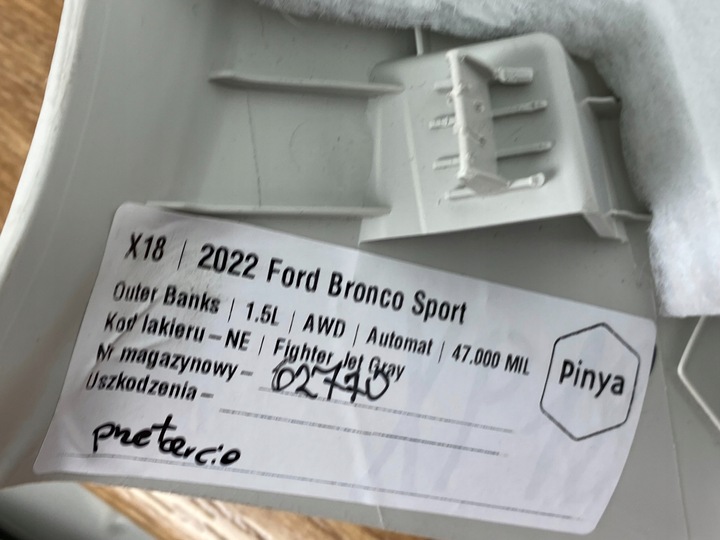 X18 | 2022 Ford Bronco Sport
Outer Banks | 1.5L | AWD | Automat | 47.000 MIL
Kod lakieru – NE | Fighter Jet Gray
Nr magazynowy – 02770
Uszkodzenia –
przetarcia
Pinya